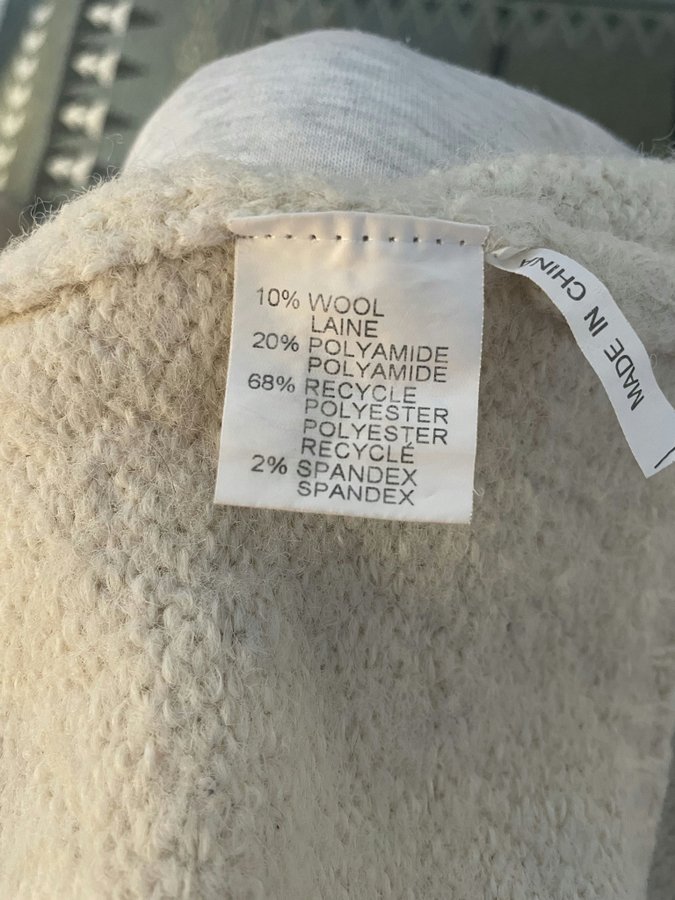 10% WOOL
LAINE
20% POLYAMIDE
POLYAMIDE
68% RECYCLE
POLYESTER
POLYESTER
RECYCLÉ
2% SPANDEX
SPANDEX
MADE IN CHINA